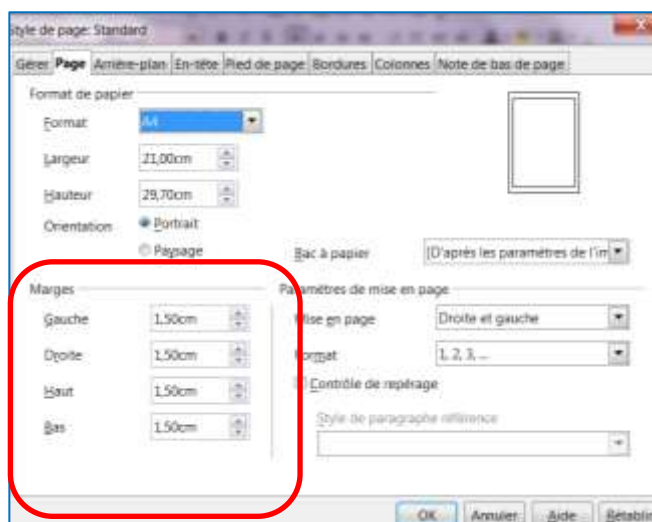 Style de page: Standard
Gérer Page Arrière-plan En-tête Pied de page Bordures Colonnes Note de bas de page
Format de papier
Format A4
Largeur 21,00cm
Hauteur 29,70cm
Orientation Portrait
Paysage Bac à papier [D'après les paramètres de l'im
Marges Paramètres de mise en page
Gauche 1,50cm Mise en page Droite et gauche
Droite 1,50cm Format 1, 2, 3, ...
Haut 1,50cm Contrôle de repérage
Bas 1,50cm Style de paragraphe référence
OK Annuler Aide Rétablir